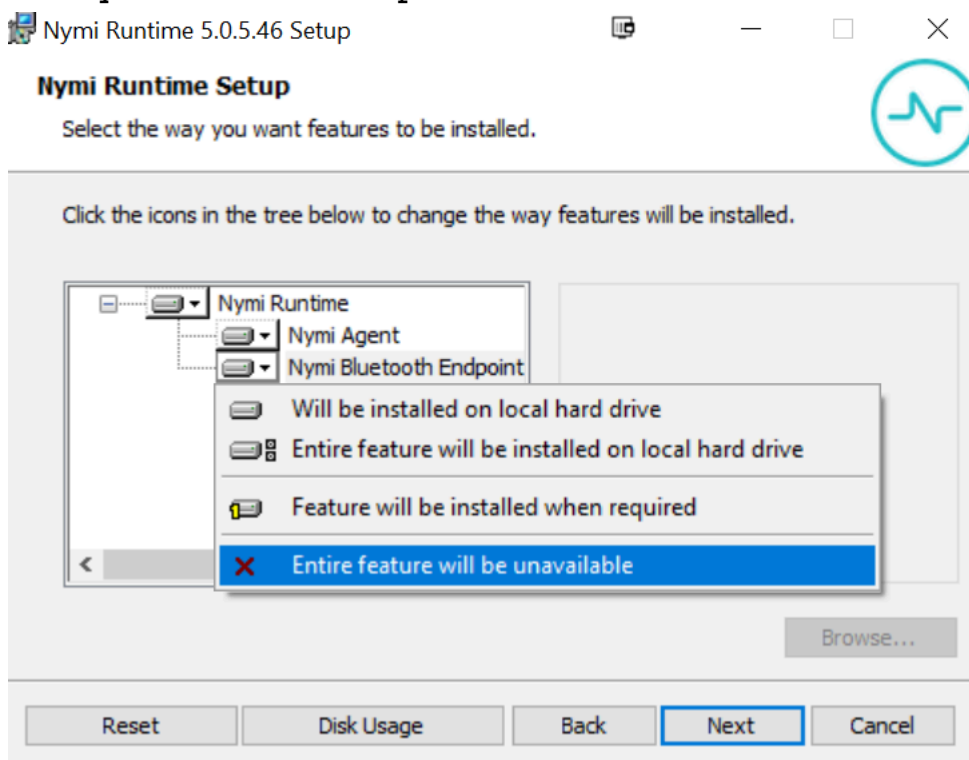 Nymi Runtime 5.0.5.46 Setup
Nymi Runtime Setup
Select the way you want features to be installed.
Click the icons in the tree below to change the way features will be installed.
Nymi Runtime
Nymi Agent
Nymi Bluetooth Endpoint
Will be installed on local hard drive
Entire feature will be installed on local hard drive
Feature will be installed when required
Entire feature will be unavailable
Browse...
Reset Disk Usage Back Next Cancel